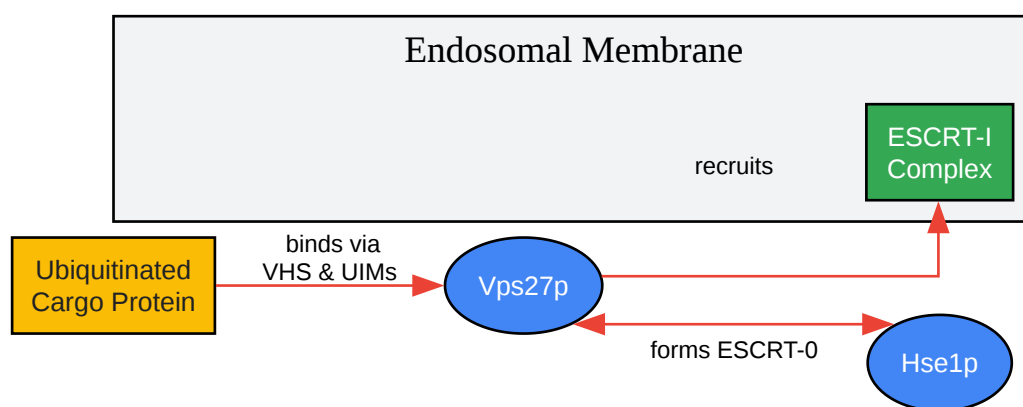 Endosomal Membrane
ESCRT-I
Complex
recruits
Ubiquitinated
Cargo Protein
binds via
VHS & UIMs
Vps27p
forms ESCRT-0
Hse1p